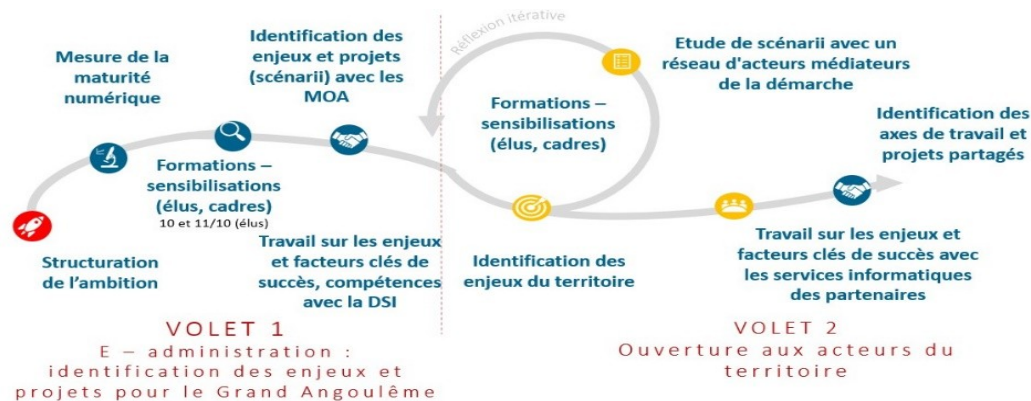 Mesure de la
maturité
numérique
Identification des
enjeux et projets
(scénarii) avec les
MOA
Formations –
sensibilisations
(élus, cadres)
10 et 11/10 (élus)
Structuration
de l'ambition
Travail sur les enjeux
et facteurs clés de
succès, compétences
avec la DSI
VOLET 1
E – administration :
identification des enjeux et
projets pour le Grand Angoulême
Réflexion itérative
Etude de scénarii avec un
réseau d'acteurs médiateurs
de la démarche
Formations –
sensibilisations
(élus, cadres)
Identification des
axes de travail et
projets partagés
Identification des
enjeux du territoire
Travail sur les enjeux et
facteurs clés de succès avec
les services informatiques
des partenaires
VOLET 2
Ouverture aux acteurs du
territoire